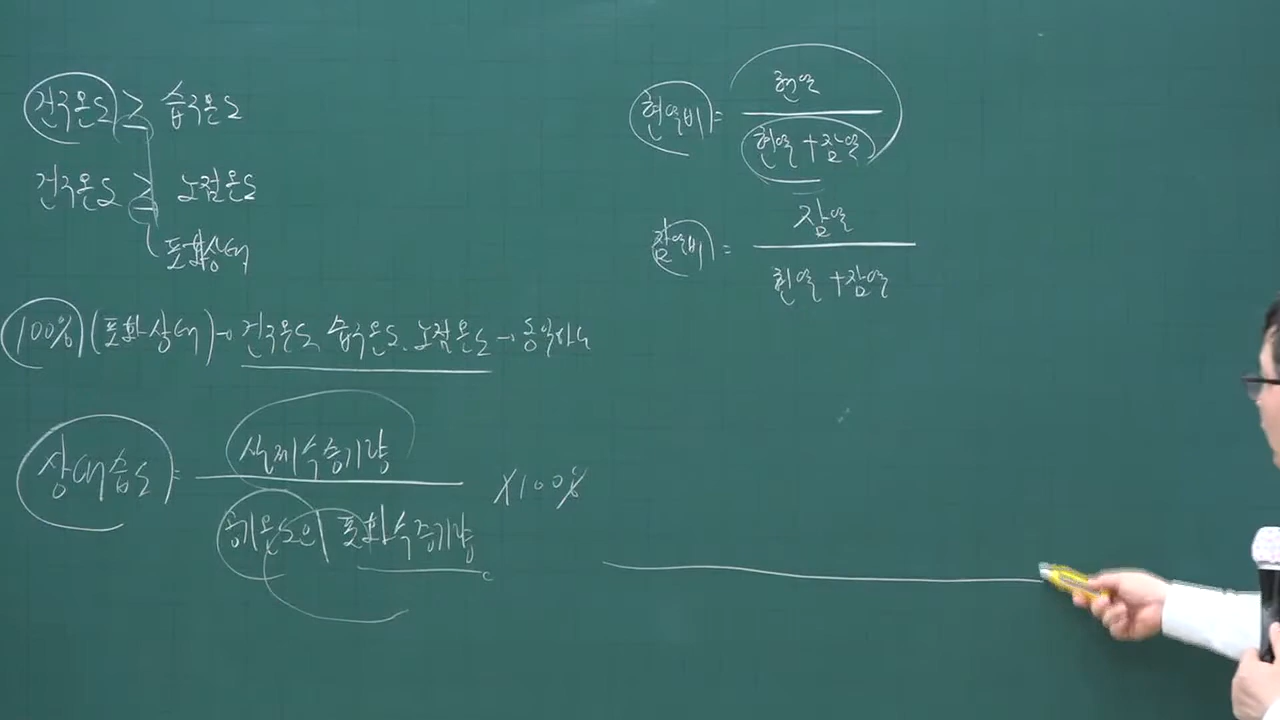 건구온도 ≥ 습구온도
건구온도 ≥ 노점온도
포화상태
100% (포화상태) → 건구온도, 습구온도, 노점온도 → 동일하다
상대습도 = 실제수증기량 / 공기온도의 포화수증기량 × 100%
현열비 = 현열 / 현열 + 잠열
잠열비 = 잠열 / 현열 + 잠열